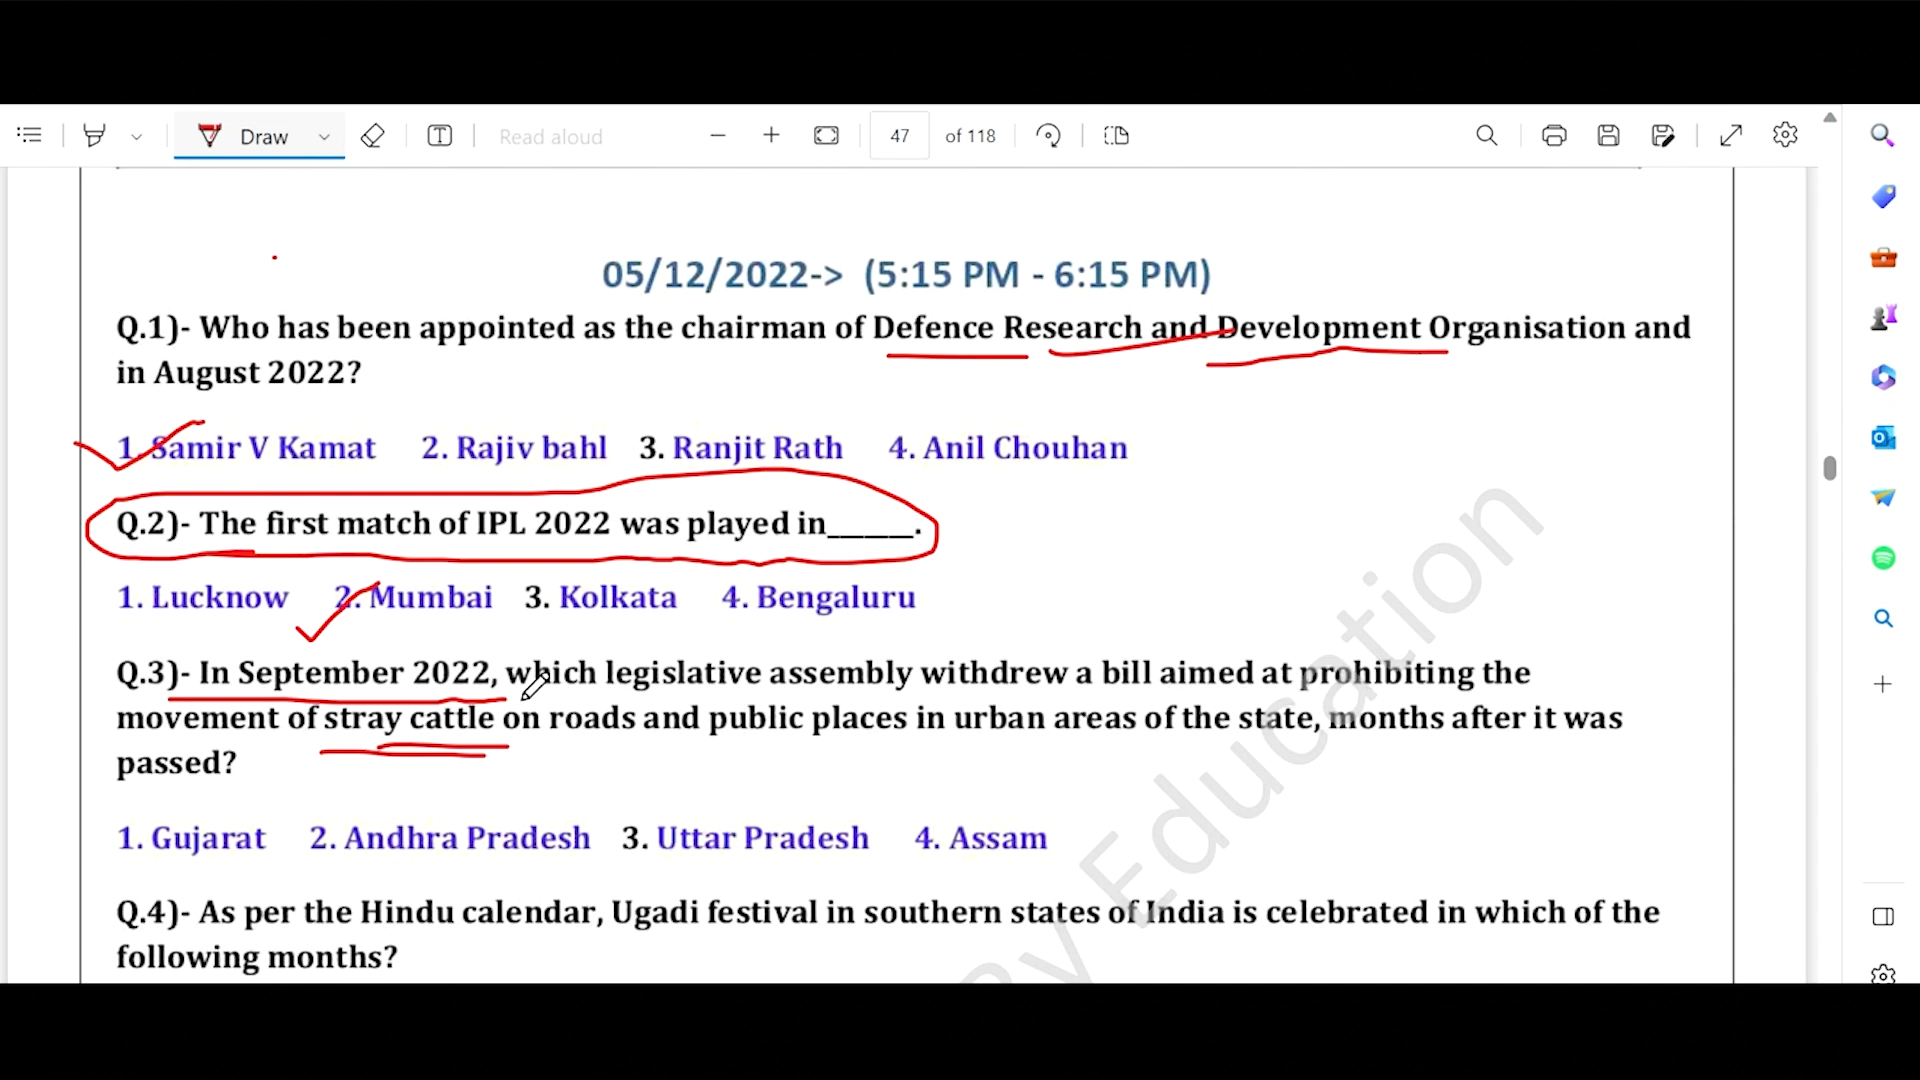 Draw
Read aloud
47 of 118
05/12/2022-> (5:15 PM - 6:15 PM)
Q.1)- Who has been appointed as the chairman of Defence Research and Development Organisation and
in August 2022?
1. Samir V Kamat 2. Rajiv bahl 3. Ranjit Rath 4. Anil Chouhan
Q.2)- The first match of IPL 2022 was played in______.
1. Lucknow 2. Mumbai 3. Kolkata 4. Bengaluru
Q.3)- In September 2022, which legislative assembly withdrew a bill aimed at prohibiting the
movement of stray cattle on roads and public places in urban areas of the state, months after it was
passed?
1. Gujarat 2. Andhra Pradesh 3. Uttar Pradesh 4. Assam
Q.4)- As per the Hindu calendar, Ugadi festival in southern states of India is celebrated in which of the
following months?
By Education